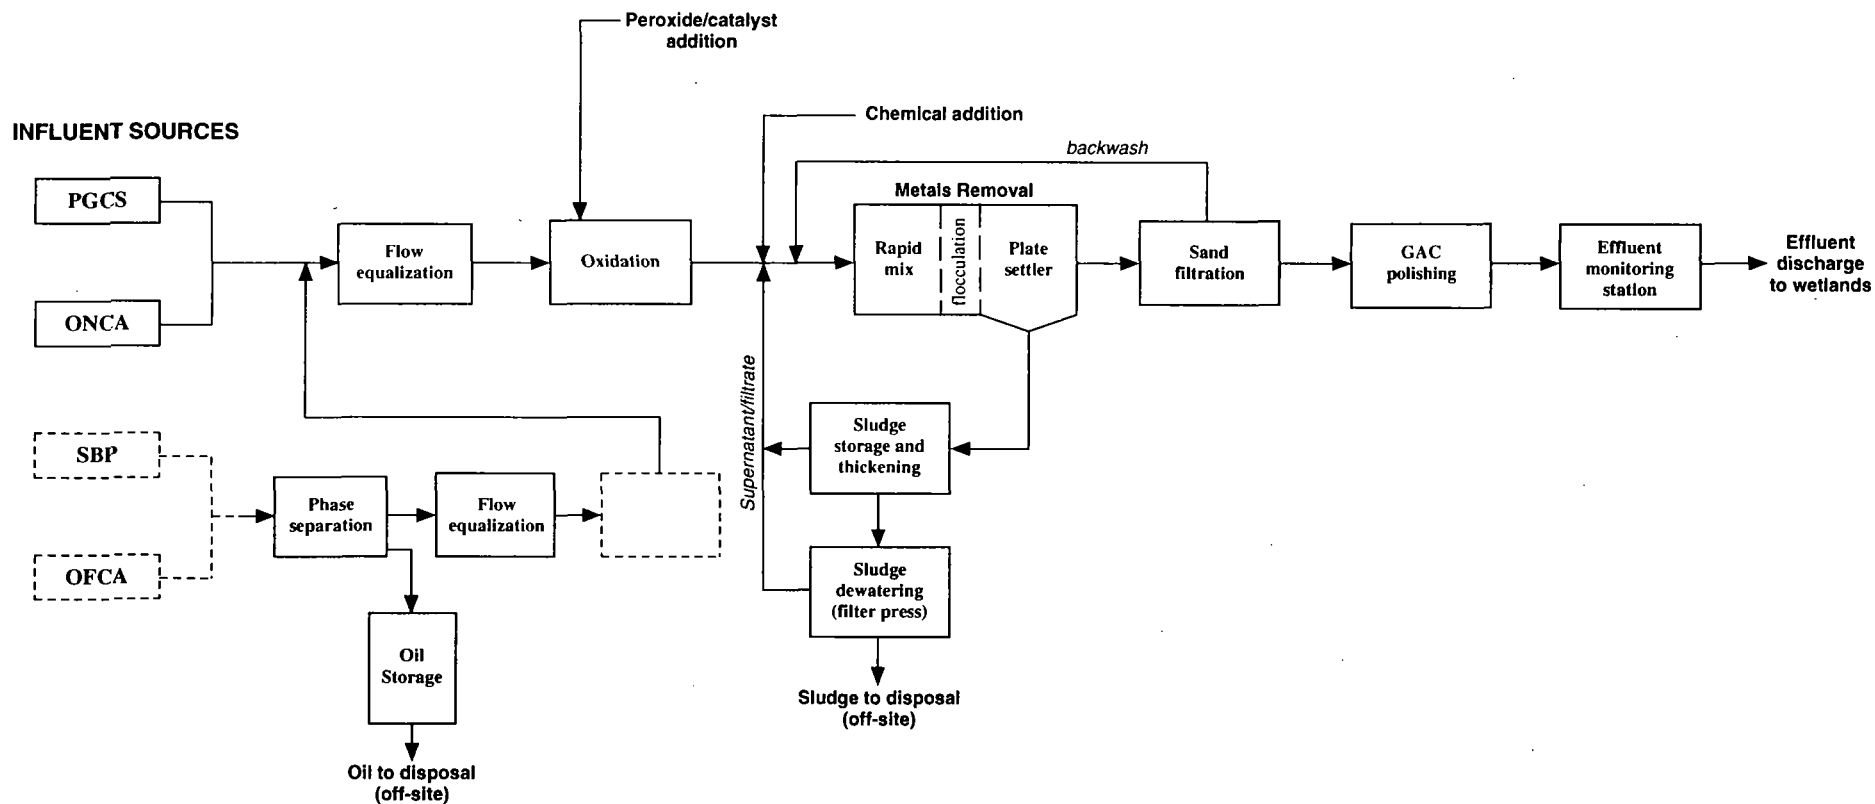 Peroxide/catalyst
addition
Chemical addition
INFLUENT SOURCES
backwash
PGCS
Metals Removal
Flow
equalization
Oxidation
Rapid
mix
flocculation
Plate
settler
Sand
filtration
GAC
polishing
Effluent
monitoring
station
Effluent
discharge
to wetlands
ONCA
Supernatant/filtrate
SBP
Sludge
storage and
thickening
Phase
separation
Flow
equalization
OFCA
Sludge
dewatering
(filter press)
Oil
Storage
Sludge to disposal
(off-site)
Oil to disposal
(off-site)